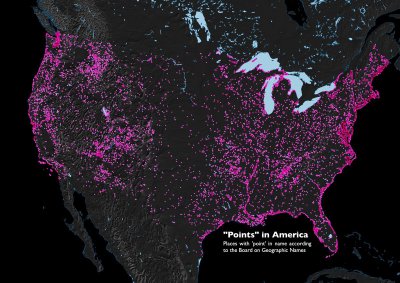 "Points" in America
Places with 'point' in name according
to the Board on Geographic Names